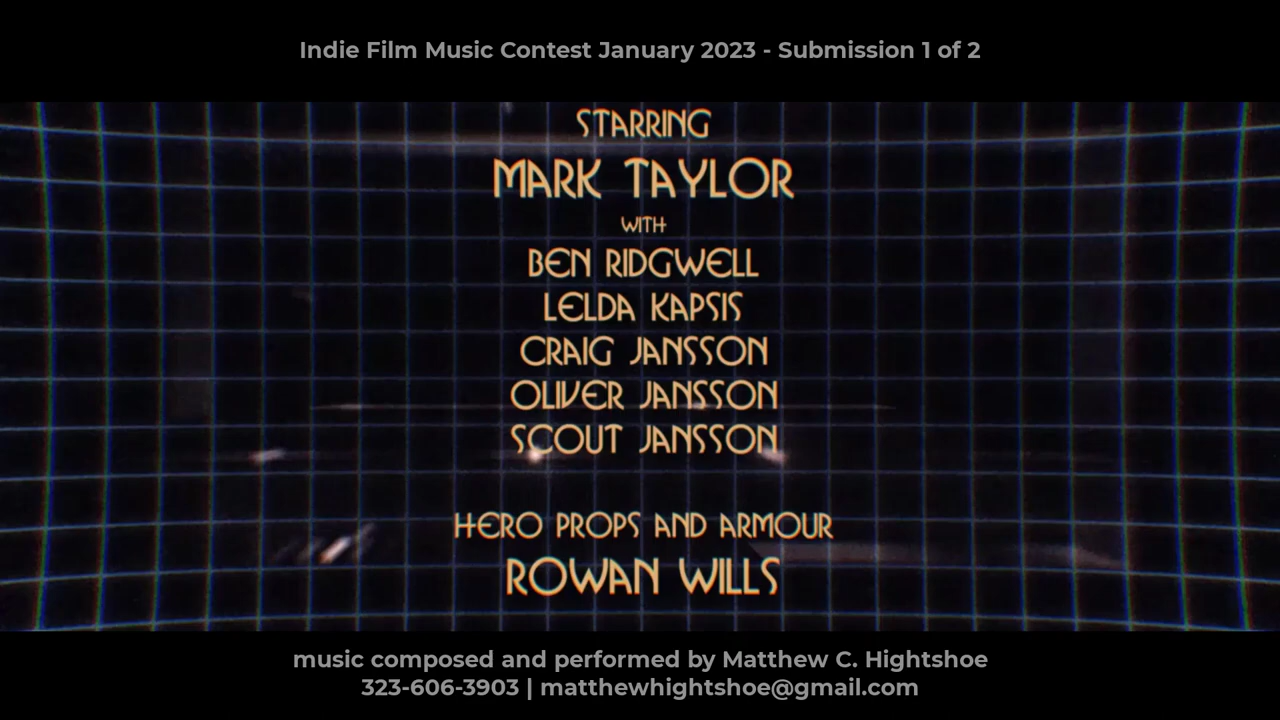 Indie Film Music Contest January 2023 - Submission 1 of 2
STARRING
MARK TAYLOR
WITH
BEN RIDGWELL
LELDA KAPSIS
CRAIG JANSSON
OLIVER JANSSON
SCOUT JANSSON
HERO PROPS AND ARMOUR
ROWAN WILLS
music composed and performed by Matthew C. Hightshoe
323-606-3903 | matthewhightshoe@gmail.com